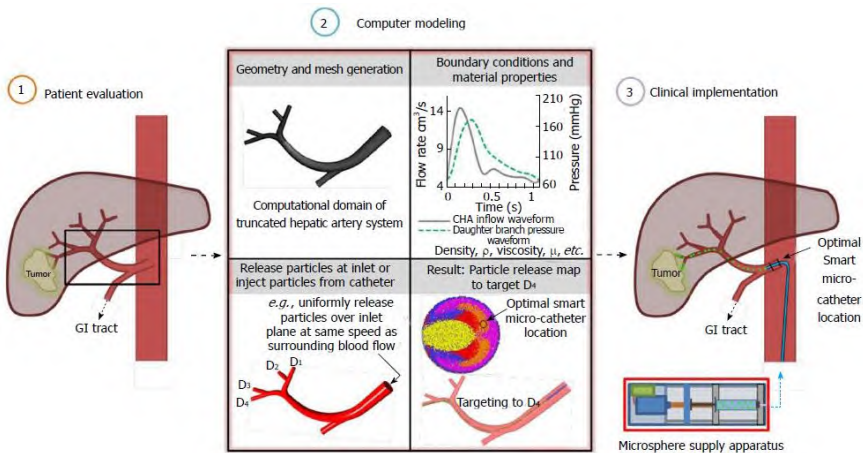 2 Computer modeling
1 Patient evaluation
Tumor
GI tract
Geometry and mesh generation
Computational domain of
truncated hepatic artery system
Boundary conditions and
material properties
Flow rate cm³/s
14
9
4
210
160
110
60
Pressure (mmHg)
0 0.5 1
Time (s)
CHA inflow waveform
Daughter branch pressure
waveform
Density, ρ, viscosity, μ, etc.
Release particles at inlet or
inject particles from catheter
e.g., uniformly release
particles over inlet
plane at same speed as
surrounding blood flow
D₁
D₂
D₃
D₄
Result: Particle release map
to target D₄
Optimal smart
micro-catheter
location
Targeting to D₄
3 Clinical implementation
Tumor
GI tract
Optimal
Smart
micro-
catheter
location
Microsphere supply apparatus